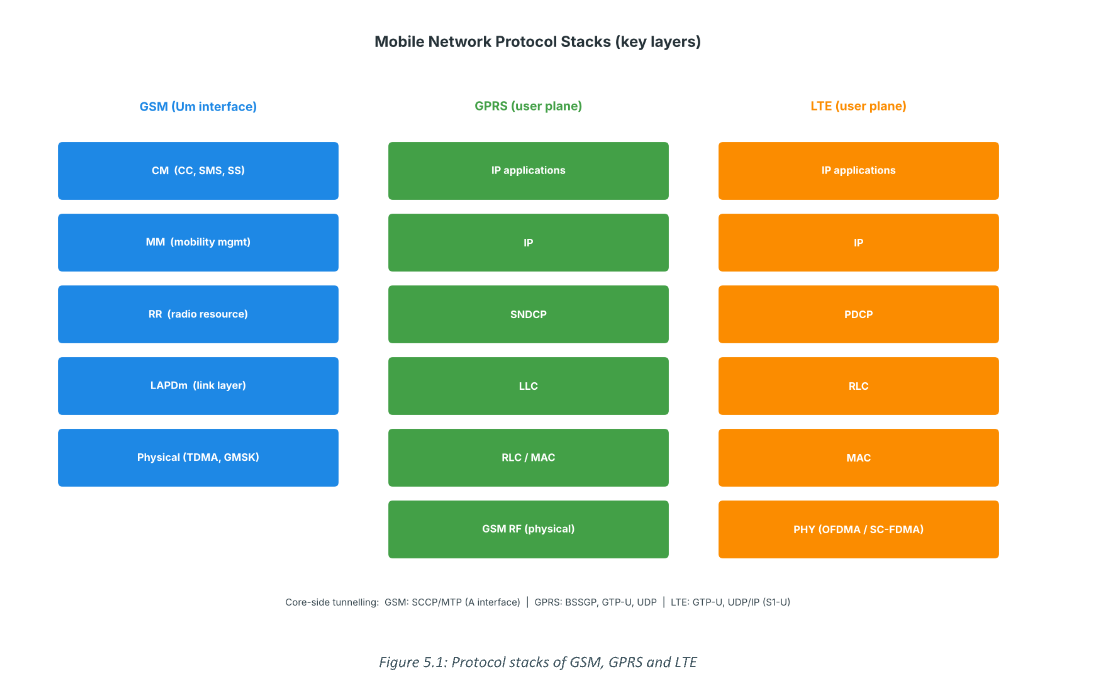 Mobile Network Protocol Stacks (key layers)
GSM (Um interface)
CM (CC, SMS, SS)
MM (mobility mgmt)
RR (radio resource)
LAPDm (link layer)
Physical (TDMA, GMSK)
GPRS (user plane)
IP applications
IP
SNDCP
LLC
RLC / MAC
GSM RF (physical)
LTE (user plane)
IP applications
IP
PDCP
RLC
MAC
PHY (OFDMA / SC-FDMA)
Core-side tunnelling: GSM: SCCP/MTP (A interface) | GPRS: BSSGP, GTP-U, UDP | LTE: GTP-U, UDP/IP (S1-U)
Figure 5.1: Protocol stacks of GSM, GPRS and LTE